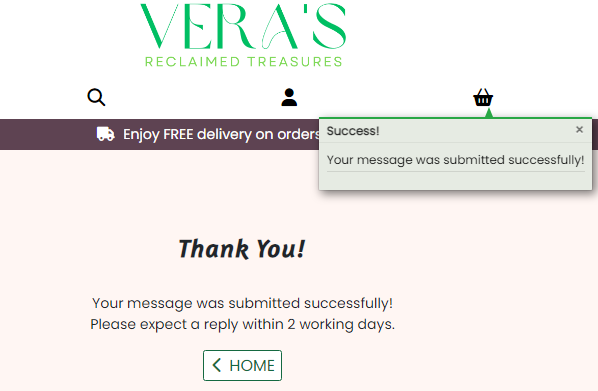 VERA'S
RECLAIMED TREASURES
Enjoy FREE delivery on orders
Success! ×
Your message was submitted successfully!
Thank You!
Your message was submitted successfully!
Please expect a reply within 2 working days.
HOME